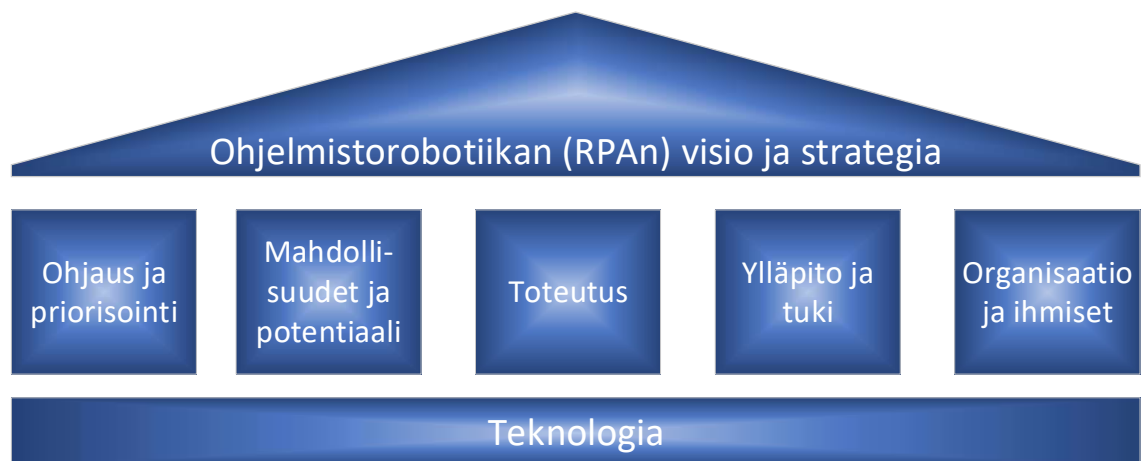 Ohjelmistorobotiikan (RPAn) visio ja strategia
Ohjaus ja
priorisointi
Mahdolli-
suudet ja
potentiaali
Toteutus
Ylläpito ja
tuki
Organisaatio
ja ihmiset
Teknologia